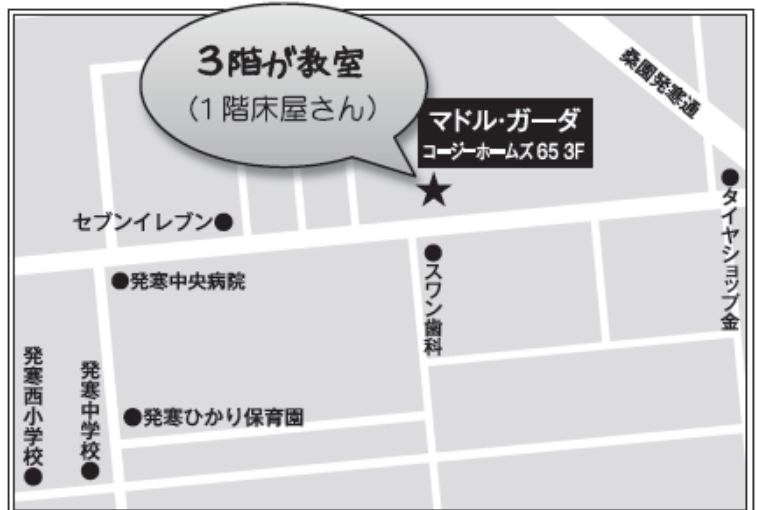 3階が教室
(1階床屋さん)
桑園発寒通
マドル・ガーダ
コージーホームズ65 3F
セブンイレブン
タイヤショップ金
発寒中央病院
スワン歯科
発寒西小学校
発寒中学校
発寒ひかり保育園